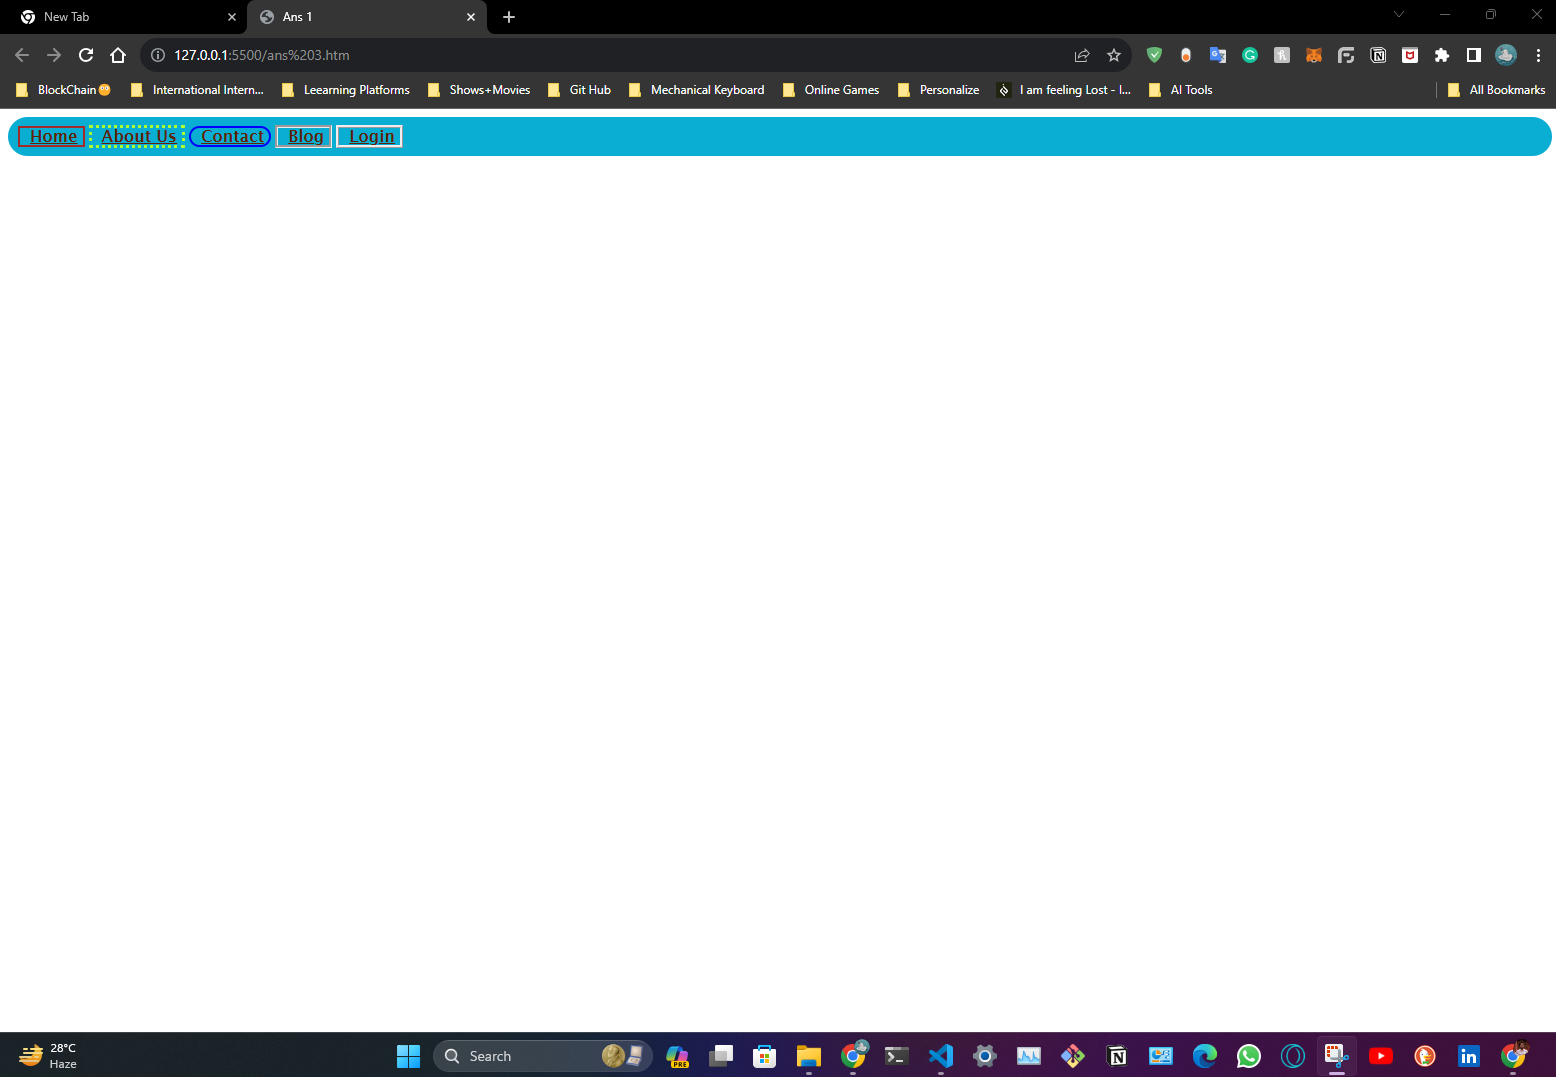 New Tab
Ans 1
127.0.0.1:5500/ans%203.htm
BlockChain International Intern... Leearning Platforms Shows+Movies Git Hub Mechanical Keyboard Online Games Personalize I am feeling Lost - I... AI Tools All Bookmarks
Home About Us Contact Blog Login
28°C
Haze
Search
PRE